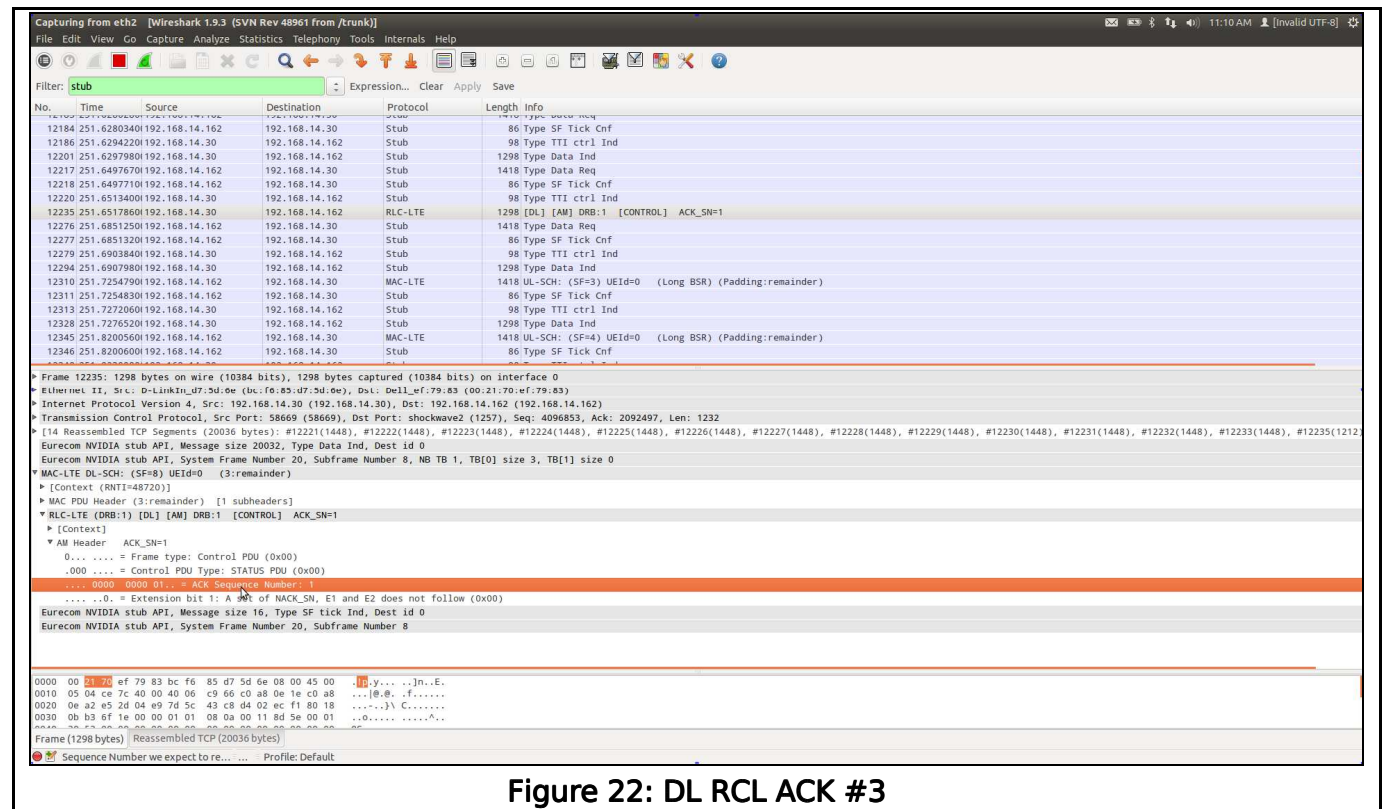 Capturing from eth2 [Wireshark 1.9.3 (SVN Rev 48961 from /trunk)] 11:10 AM [Invalid UTF-8]
File Edit View Go Capture Analyze Statistics Telephony Tools Internals Help
Filter: stub Expression... Clear Apply Save
No. Time Source Destination Protocol Length Info
12184 251.6280340 192.168.14.162 192.168.14.30 Stub 86 Type SF Tick Cnf
12186 251.6294220 192.168.14.30 192.168.14.162 Stub 98 Type TTI ctrl Ind
12201 251.6297980 192.168.14.30 192.168.14.162 Stub 1298 Type Data Ind
12217 251.6497670 192.168.14.162 192.168.14.30 Stub 1418 Type Data Req
12218 251.6497710 192.168.14.162 192.168.14.30 Stub 86 Type SF Tick Cnf
12220 251.6513400 192.168.14.30 192.168.14.162 Stub 98 Type TTI ctrl Ind
12235 251.6517860 192.168.14.30 192.168.14.162 RLC-LTE 1298 [DL] [AM] DRB:1 [CONTROL] ACK_SN=1
12276 251.6851250 192.168.14.162 192.168.14.30 Stub 1418 Type Data Req
12277 251.6851320 192.168.14.162 192.168.14.30 Stub 86 Type SF Tick Cnf
12279 251.6903840 192.168.14.30 192.168.14.162 Stub 98 Type TTI ctrl Ind
12294 251.6907980 192.168.14.30 192.168.14.162 Stub 1298 Type Data Ind
12310 251.7254790 192.168.14.162 192.168.14.30 MAC-LTE 1418 UL-SCH: (SF=3) UEId=0 (Long BSR) (Padding:remainder)
12311 251.7254830 192.168.14.162 192.168.14.30 Stub 86 Type SF Tick Cnf
12313 251.7272060 192.168.14.30 192.168.14.162 Stub 98 Type TTI ctrl Ind
12328 251.7276520 192.168.14.30 192.168.14.162 Stub 1298 Type Data Ind
12345 251.8200560 192.168.14.162 192.168.14.30 MAC-LTE 1418 UL-SCH: (SF=4) UEId=0 (Long BSR) (Padding:remainder)
12346 251.8200600 192.168.14.162 192.168.14.30 Stub 86 Type SF Tick Cnf
Frame 12235: 1298 bytes on wire (10384 bits), 1298 bytes captured (10384 bits) on interface 0
Ethernet II, Src: D-LinkIn_d7:5d:6e (bc:f6:85:d7:5d:6e), Dst: Dell_ef:79:83 (00:21:70:ef:79:83)
Internet Protocol Version 4, Src: 192.168.14.30 (192.168.14.30), Dst: 192.168.14.162 (192.168.14.162)
Transmission Control Protocol, Src Port: 58669 (58669), Dst Port: shockwave2 (1257), Seq: 4096853, Ack: 2092497, Len: 1232
[14 Reassembled TCP Segments (20036 bytes): #12221(1448), #12222(1448), #12223(1448), #12224(1448), #12225(1448), #12226(1448), #12227(1448), #12228(1448), #12229(1448), #12230(1448), #12231(1448), #12232(1448), #12233(1448), #12235(1212)
Eurecom NVIDIA stub API, Message size 20032, Type Data Ind, Dest id 0
Eurecom NVIDIA stub API, System Frame Number 20, Subframe Number 8, NB TB 1, TB[0] size 3, TB[1] size 0
MAC-LTE DL-SCH: (SF=8) UEId=0 (3:remainder)
[Context (RNTI=48720)]
MAC PDU Header (3:remainder) [1 subheaders]
RLC-LTE (DRB:1) [DL] [AM] DRB:1 [CONTROL] ACK_SN=1
[Context]
AM Header ACK_SN=1
0... .... = Frame type: Control PDU (0x00)
.000 .... = Control PDU Type: STATUS PDU (0x00)
.... 0000 0000 01.. = ACK Sequence Number: 1
.... ..0. = Extension bit 1: A set of NACK_SN, E1 and E2 does not follow (0x00)
Eurecom NVIDIA stub API, Message size 16, Type SF tick Ind, Dest id 0
Eurecom NVIDIA stub API, System Frame Number 20, Subframe Number 8
0000 00 21 70 ef 79 83 bc f6 85 d7 5d 6e 08 00 45 00 .!p.y... ..]n..E.
0010 05 04 ce 7c 40 00 40 06 c9 66 c0 a8 0e 1e c0 a8 ...|@.@. .f......
0020 0e a2 e5 2d 04 e9 7d 5c 43 c8 d4 02 ec f1 80 18 ...-..}\ C.......
0030 0b b3 6f 1e 00 00 01 01 08 0a 00 11 8d 5e 00 01 ..o..... .....^..
Frame (1298 bytes) Reassembled TCP (20036 bytes)
Sequence Number we expect to re... ... Profile: Default
Figure 22: DL RCL ACK #3